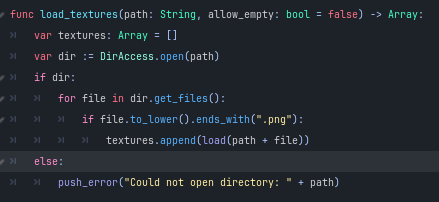 func load_textures(path: String, allow_empty: bool = false) -> Array:
var textures: Array = []
var dir := DirAccess.open(path)
if dir:
for file in dir.get_files():
if file.to_lower().ends_with(".png"):
textures.append(load(path + file))
else:
push_error("Could not open directory: " + path)